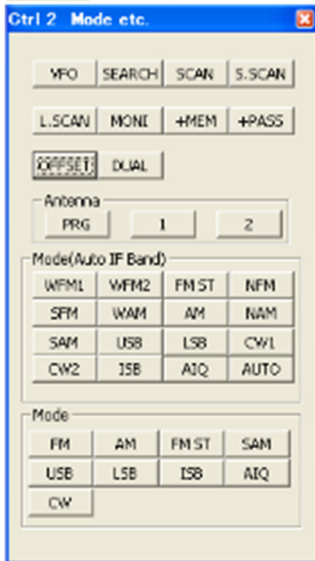 Ctrl 2 Mode etc.
VFO SEARCH SCAN S.SCAN
L.SCAN MONI +MEM +PASS
OFFSET DUAL
Antenna
PRG 1 2
Mode(Auto IF Band)
WFM1 WFM2 FM ST NFM
SFM WAM AM NAM
SAM USB LSB CW1
CW2 ISB AIQ AUTO
Mode
FM AM FM ST SAM
USB LSB ISB AIQ
CW